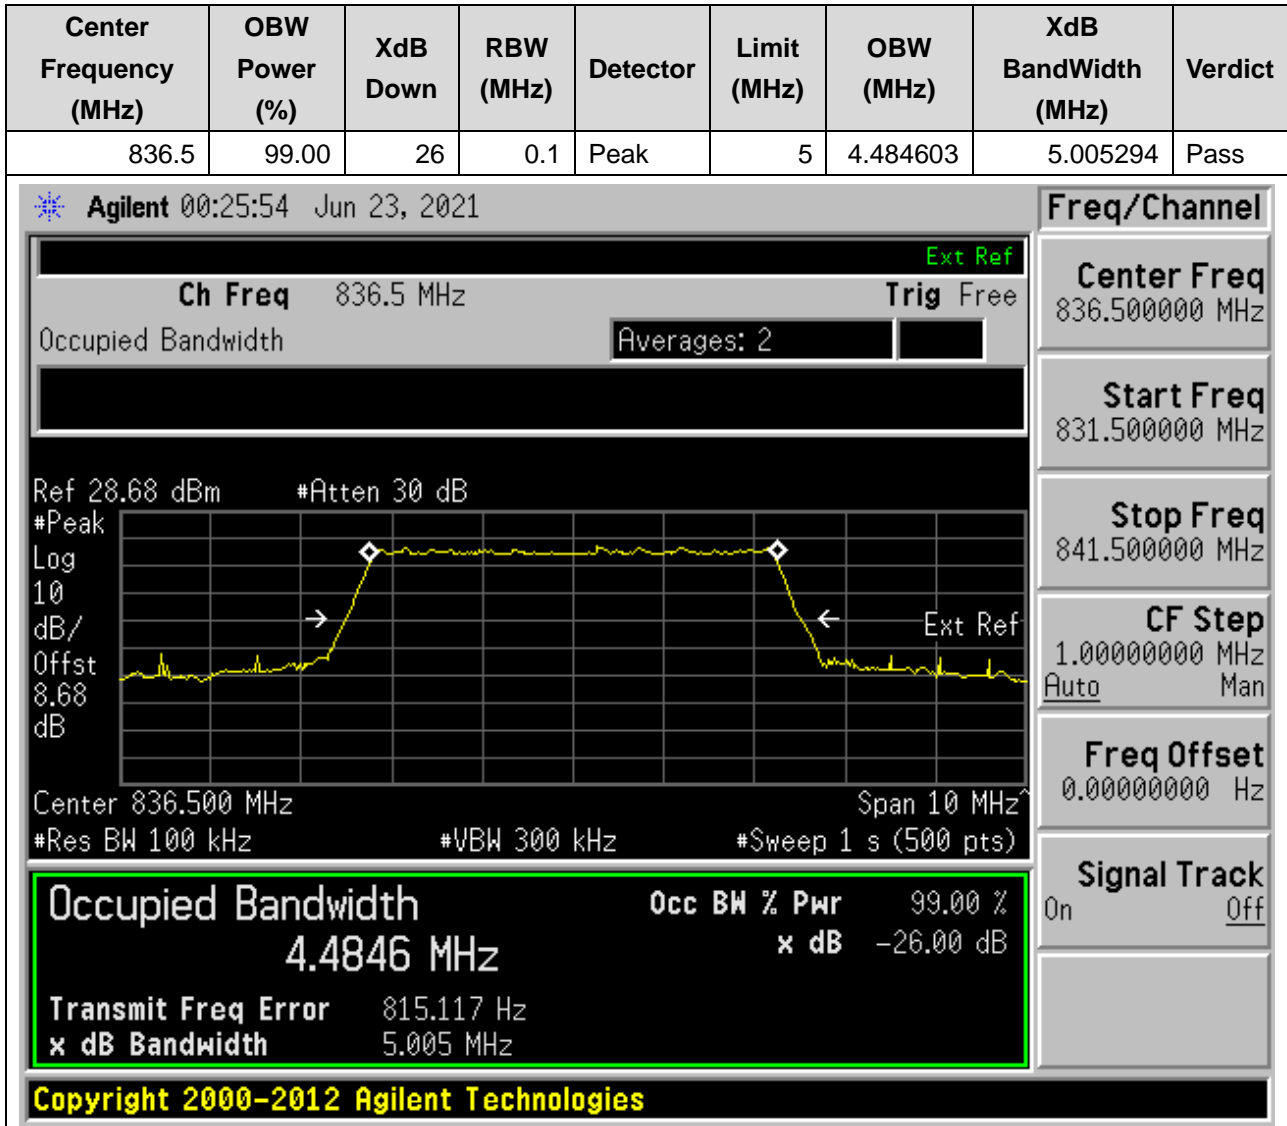 Center Frequency (MHz) OBW Power (%) XdB Down RBW (MHz) Detector Limit (MHz) OBW (MHz) XdB BandWidth (MHz) Verdict
836.5 99.00 26 0.1 Peak 5 4.484603 5.005294 Pass
Agilent 00:25:54 Jun 23, 2021
Ext Ref
Ch Freq 836.5 MHz Trig Free
Occupied Bandwidth Averages: 2
Ref 28.68 dBm #Atten 30 dB
#Peak
Log
10
dB/
Offst
8.68
dB
Ext Ref
Center 836.500 MHz Span 10 MHz^
#Res BW 100 kHz #VBW 300 kHz #Sweep 1 s (500 pts)
Occupied Bandwidth Occ BW % Pwr 99.00 %
4.4846 MHz x dB -26.00 dB
Transmit Freq Error 815.117 Hz
x dB Bandwidth 5.005 MHz
Copyright 2000-2012 Agilent Technologies
Freq/Channel
Center Freq
836.500000 MHz
Start Freq
831.500000 MHz
Stop Freq
841.500000 MHz
CF Step
1.00000000 MHz
Auto Man
Freq Offset
0.00000000 Hz
Signal Track
On Off